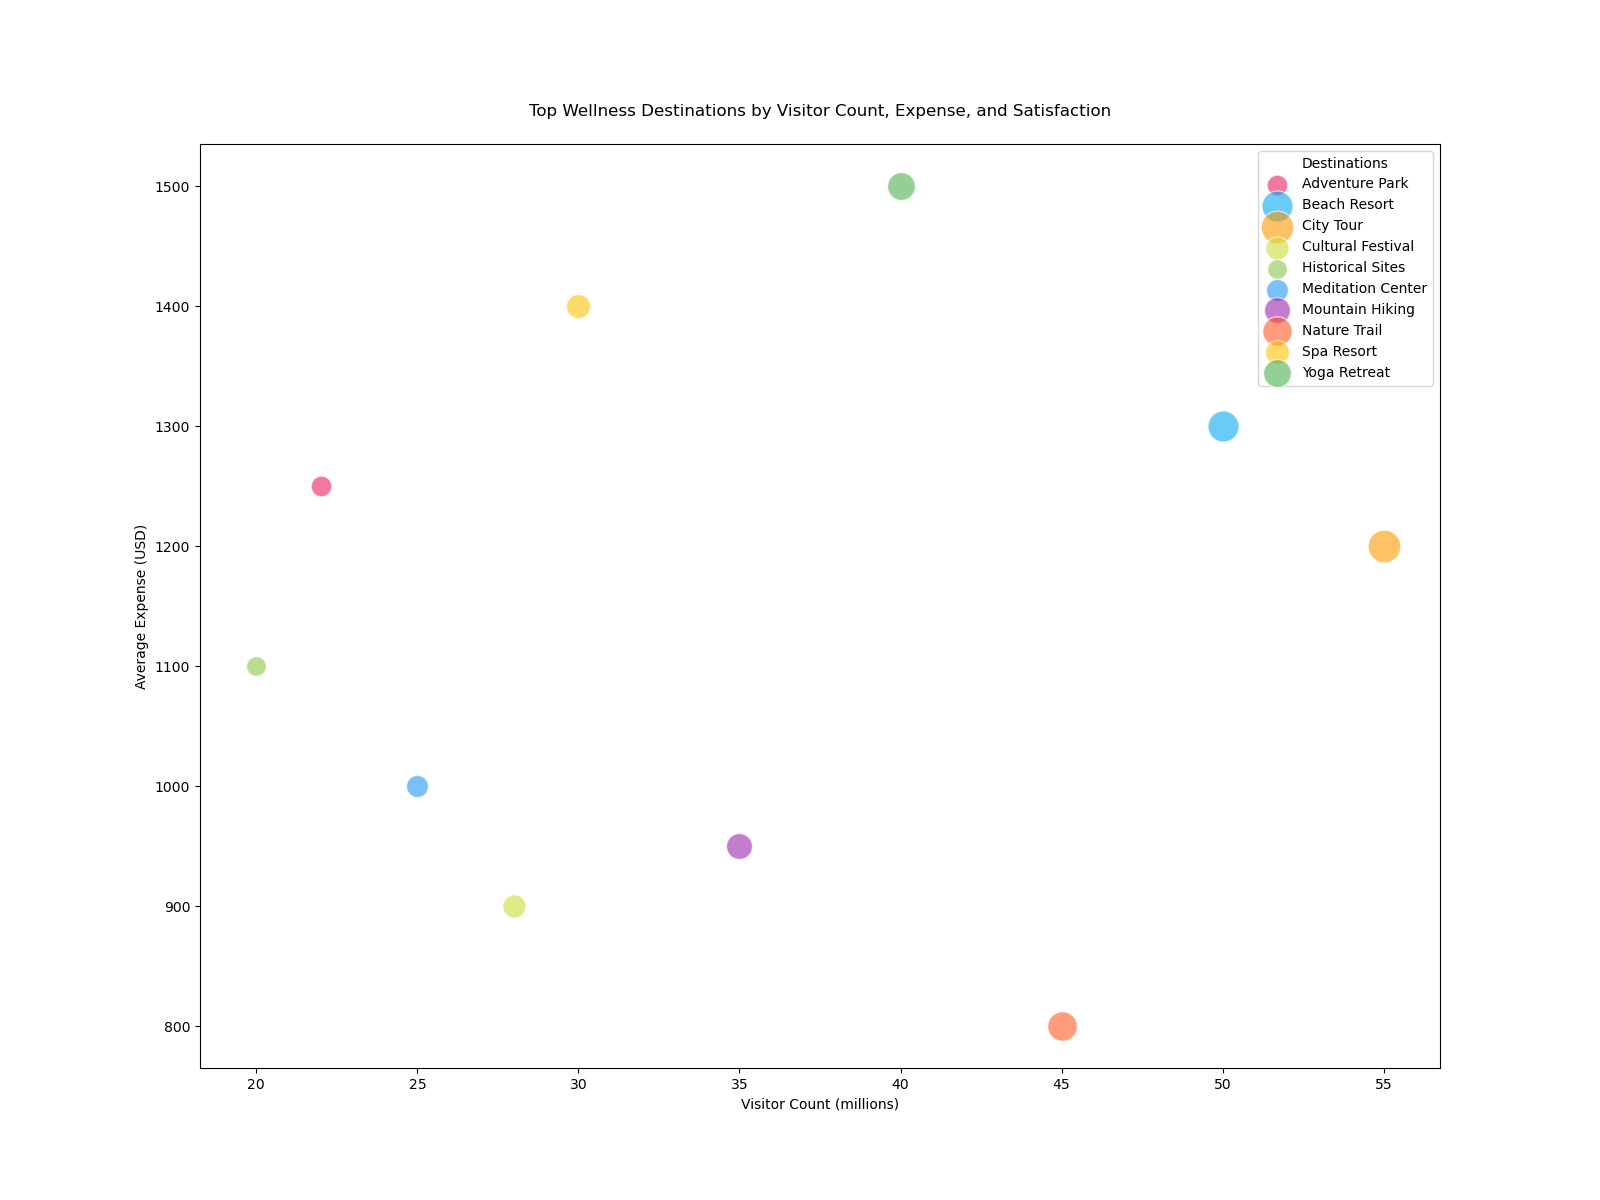 Top Wellness Destinations by Visitor Count, Expense, and Satisfaction
Destinations
Adventure Park
Beach Resort
City Tour
Cultural Festival
Historical Sites
Meditation Center
Mountain Hiking
Nature Trail
Spa Resort
Yoga Retreat
Average Expense (USD)
1500
1400
1300
1200
1100
1000
900
800
20 25 30 35 40 45 50 55
Visitor Count (millions)